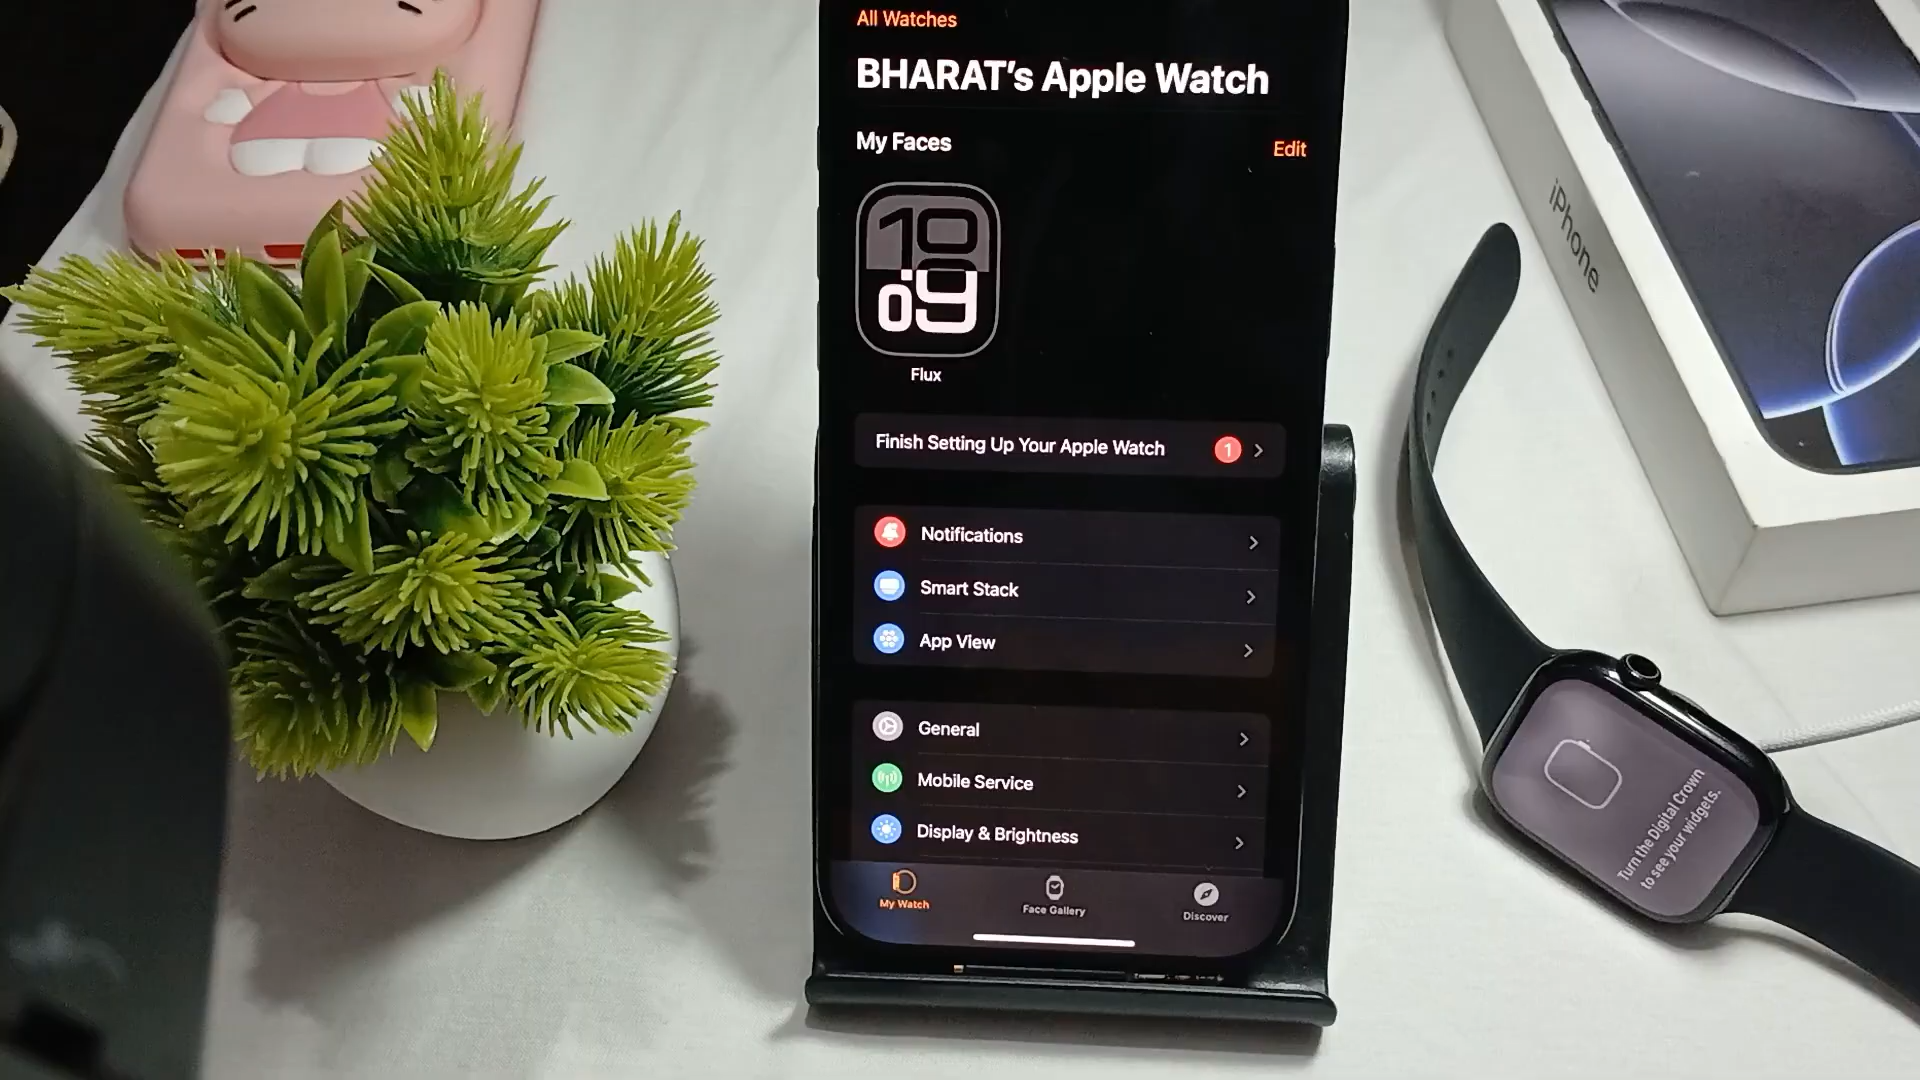 All Watches
BHARAT's Apple Watch
My Faces
Edit
10
09
Flux
Finish Setting Up Your Apple Watch
1
Notifications
Smart Stack
App View
General
Mobile Service
Display & Brightness
My Watch
Face Gallery
Discover
iPhone
Turn the Digital Crown
to see your widgets.